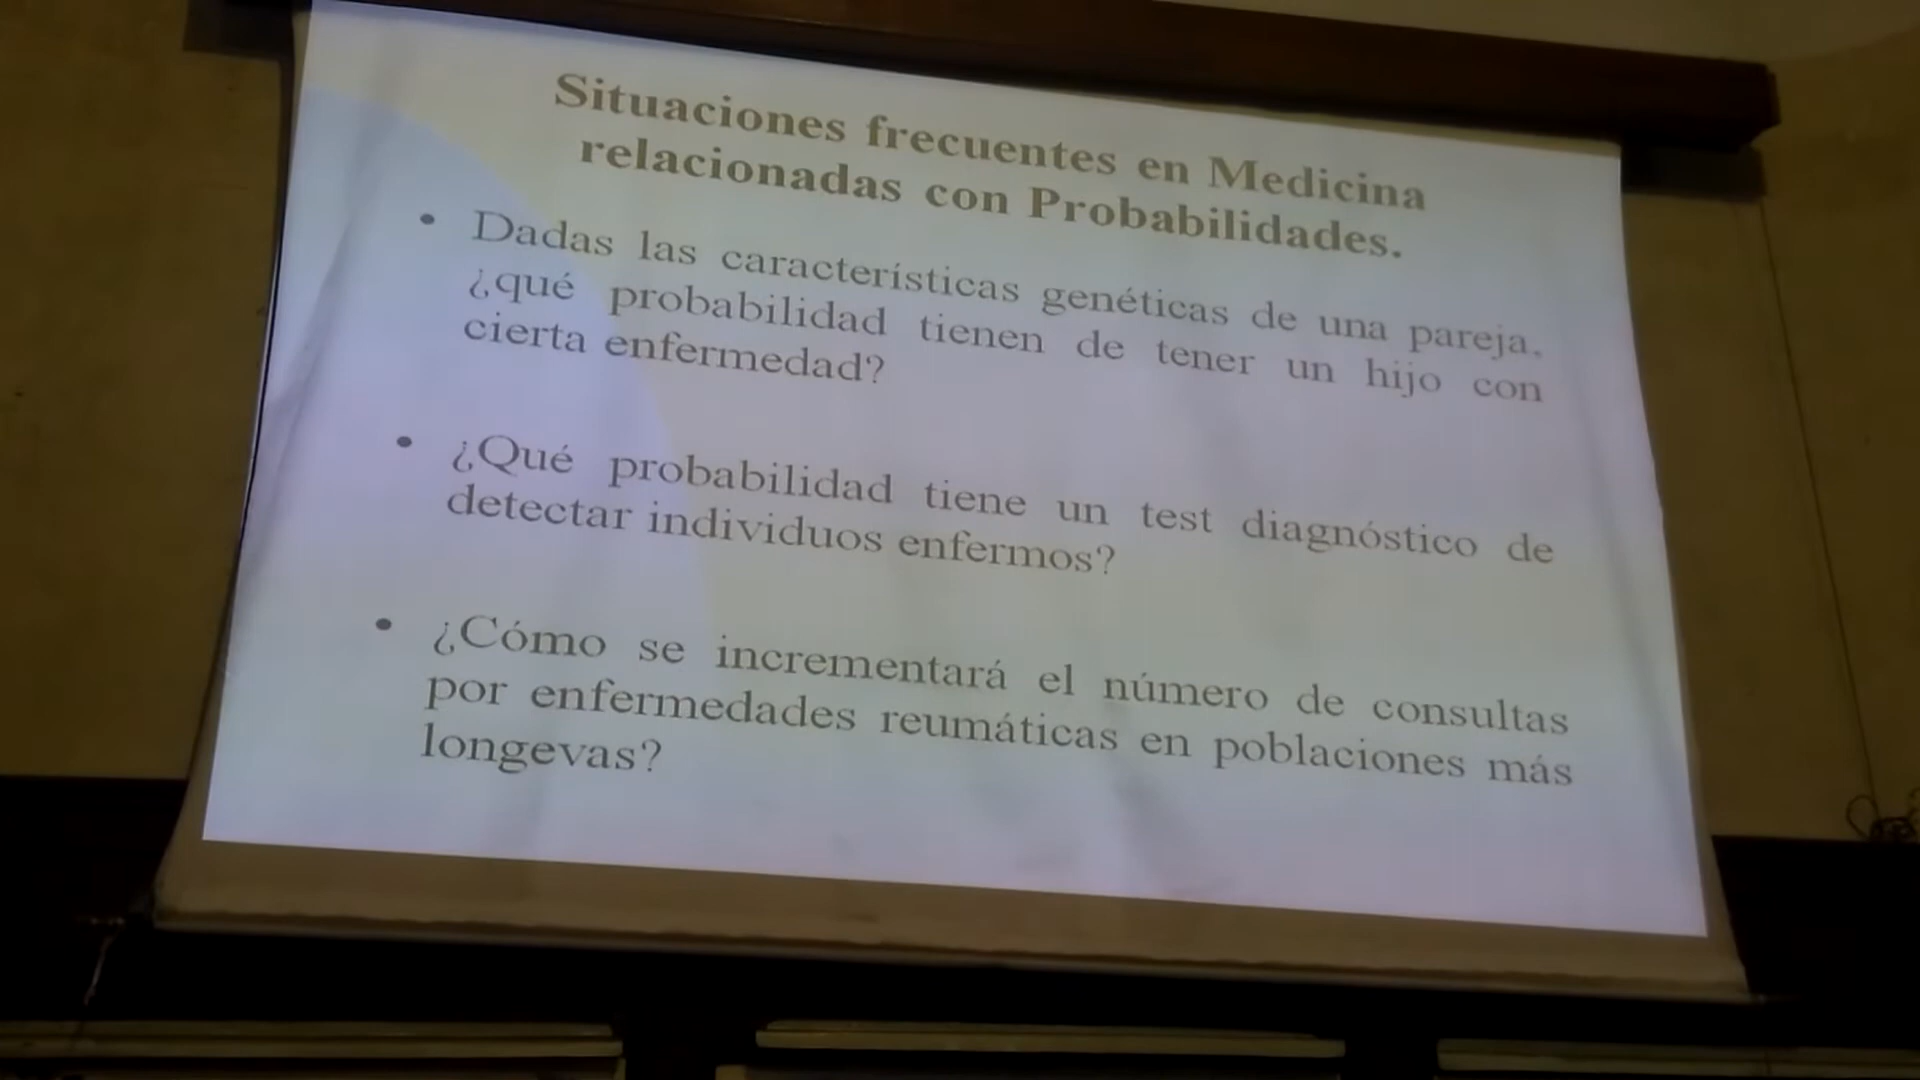 Situaciones frecuentes en Medicina
relacionadas con Probabilidades.
• Dadas las características genéticas de una pareja,
¿qué probabilidad tienen de tener un hijo con
cierta enfermedad?
• ¿Qué probabilidad tiene un test diagnóstico de
detectar individuos enfermos?
• ¿Cómo se incrementará el número de consultas
por enfermedades reumáticas en poblaciones más
longevas?